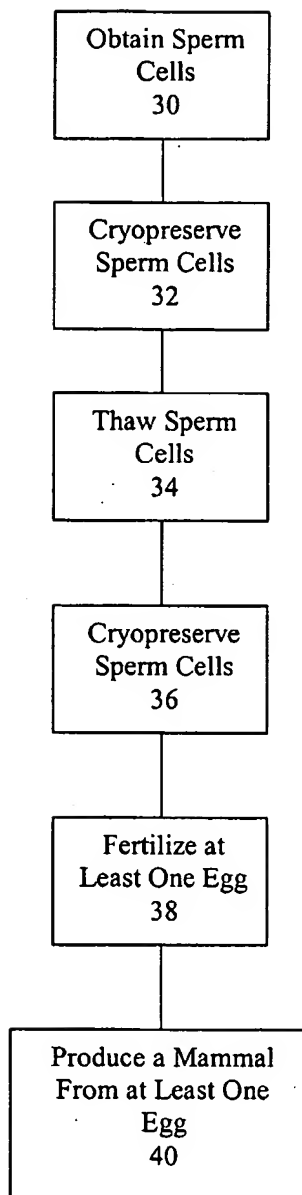 Obtain Sperm
Cells
30
Cryopreserve
Sperm Cells
32
Thaw Sperm
Cells
34
Cryopreserve
Sperm Cells
36
Fertilize at
Least One Egg
38
Produce a Mammal
From at Least One
Egg
40